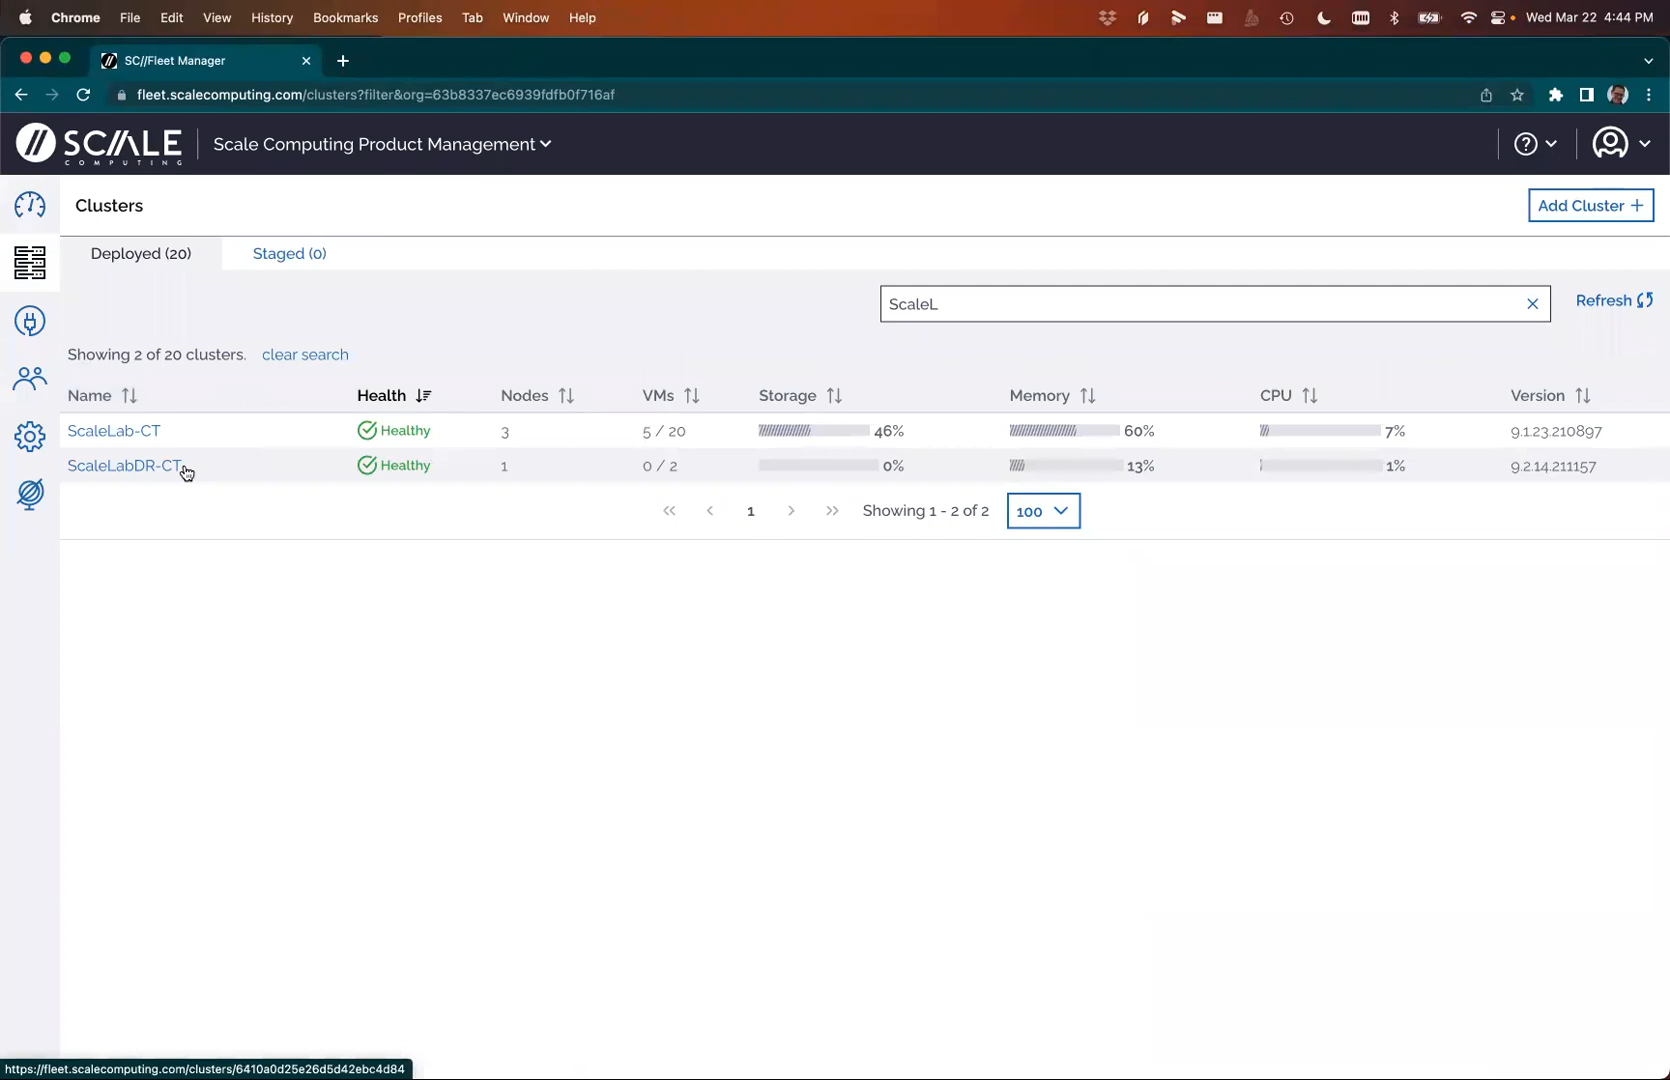 Chrome File Edit View History Bookmarks Profiles Tab Window Help Wed Mar 22 4:44 PM
SC//Fleet Manager
fleet.scalecomputing.com/clusters?filter&org=63b8337ec6939fdfb0f716af
SCALE COMPUTING Scale Computing Product Management
Clusters Add Cluster +
Deployed (20) Staged (0)
ScaleL Refresh
Showing 2 of 20 clusters. clear search
Name Health Nodes VMs Storage Memory CPU Version
ScaleLab-CT Healthy 3 5 / 20 46% 60% 7% 9.1.23.210897
ScaleLabDR-CT Healthy 1 0 / 2 0% 13% 1% 9.2.14.211157
<< < 1 > >> Showing 1 - 2 of 2 100
https://fleet.scalecomputing.com/clusters/6410a0d25e26d5d42ebc4d84